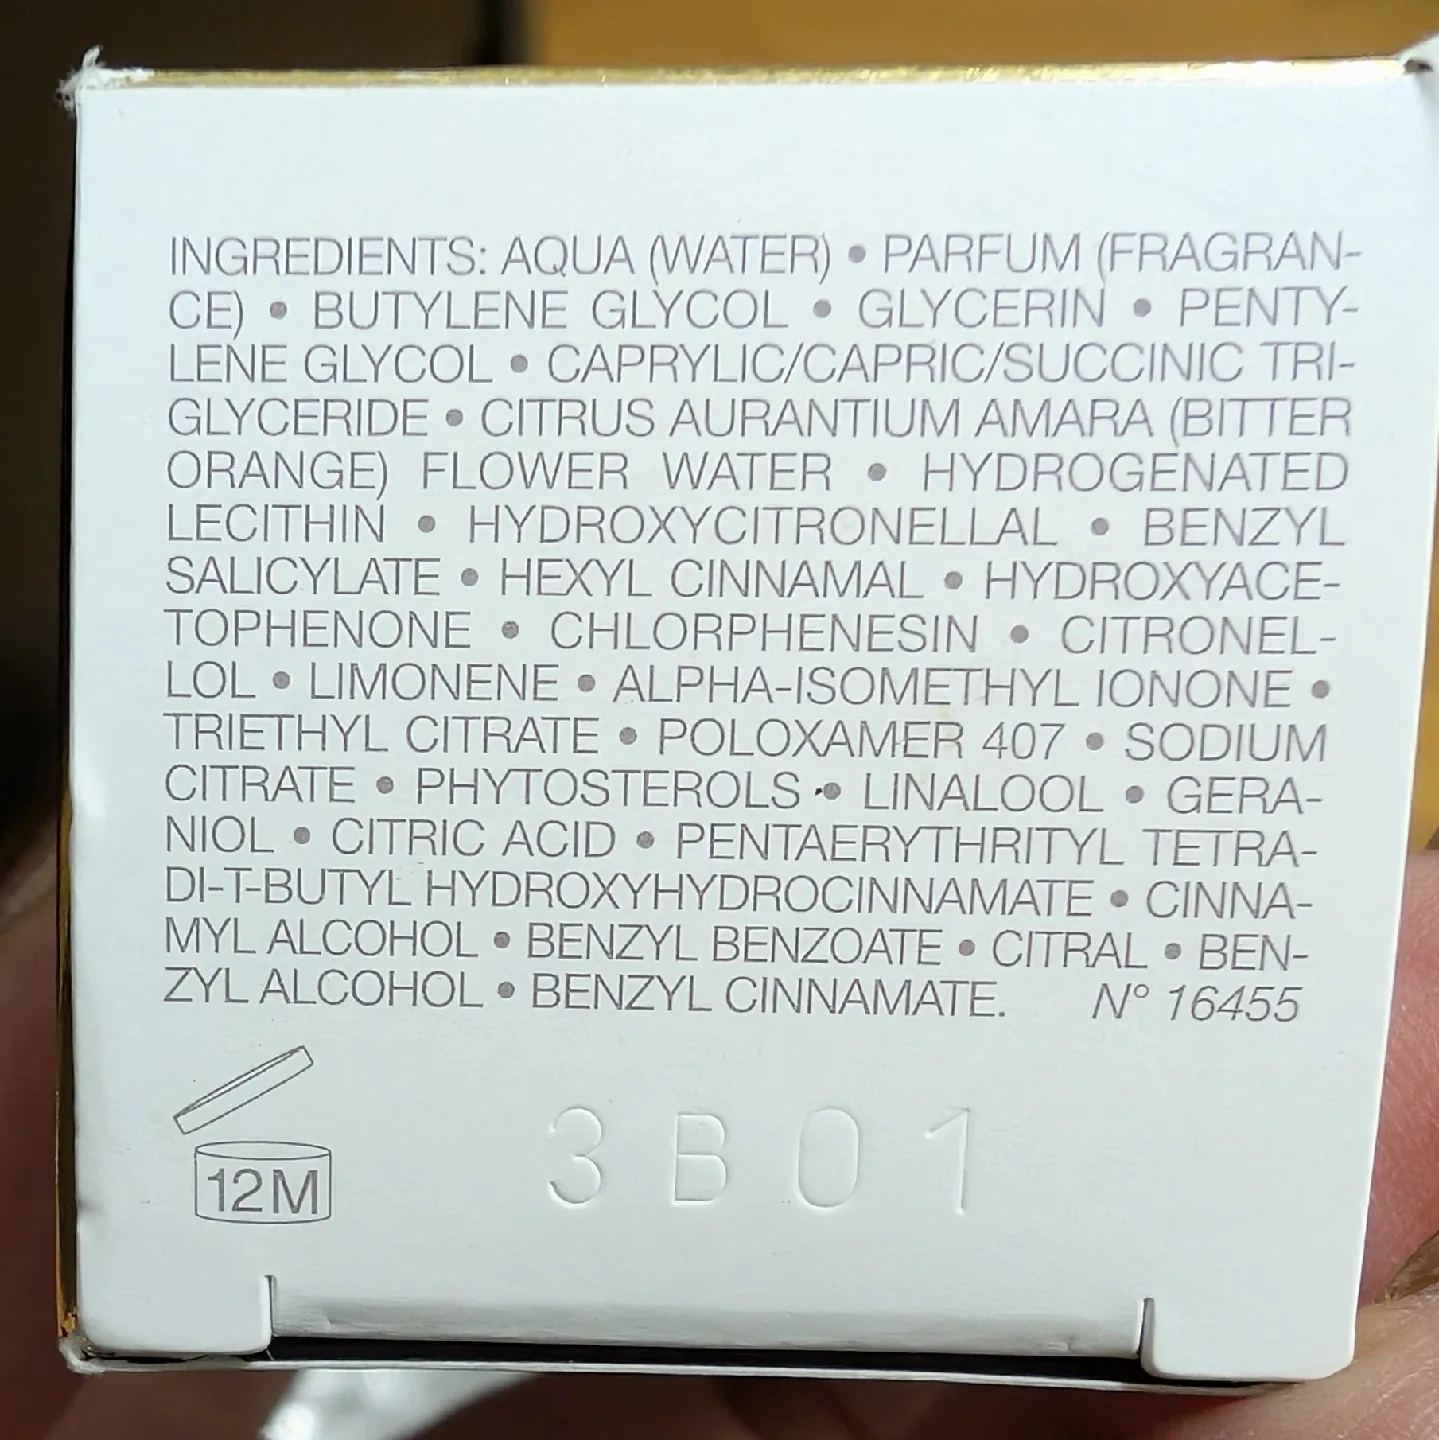 INGREDIENTS: AQUA (WATER) • PARFUM (FRAGRAN-
CE) • BUTYLENE GLYCOL • GLYCERIN • PENTY-
LENE GLYCOL • CAPRYLIC/CAPRIC/SUCCINIC TRI-
GLYCERIDE • CITRUS AURANTIUM AMARA (BITTER
ORANGE) FLOWER WATER • HYDROGENATED
LECITHIN • HYDROXYCITRONELLAL • BENZYL
SALICYLATE • HEXYL CINNAMAL • HYDROXYACE-
TOPHENONE • CHLORPHENESIN • CITRONEL-
LOL • LIMONENE • ALPHA-ISOMETHYL IONONE •
TRIETHYL CITRATE • POLOXAMER 407 • SODIUM
CITRATE • PHYTOSTEROLS • LINALOOL • GERA-
NIOL • CITRIC ACID • PENTAERYTHRITYL TETRA-
DI-T-BUTYL HYDROXYHYDROCINNAMATE • CINNA-
MYL ALCOHOL • BENZYL BENZOATE • CITRAL • BEN-
ZYL ALCOHOL • BENZYL CINNAMATE. N° 16455
12M
3B01